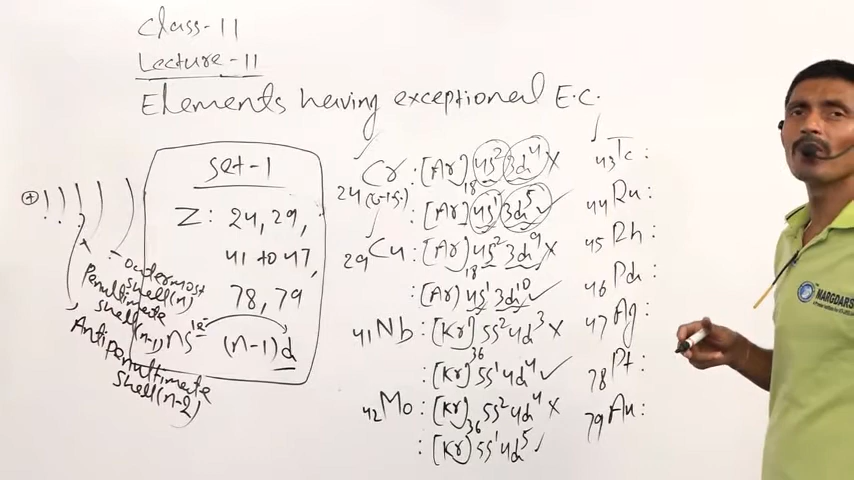 Class-11
Lecture-11
Elements having exceptional E.C.
set-1
Z: 24, 29,
41 to 47,
78, 79
ns 1e⁻ (n-1)d
⊕
outermost
shell(n)
Penultimate
shell(n-1)
Antipenultimate
shell(n-2)
₂₄Cr : [Ar]₁₈ 4s² 3d⁴ ×
: [Ar] 4s¹ 3d⁵ ✓
₂₉Cu : [Ar]₁₈ 4s² 3d⁹ ×
: [Ar] 4s¹ 3d¹⁰ ✓
₄₁Nb : [Kr]₃₆ 5s² 4d³ ×
: [Kr] 5s¹ 4d⁴ ✓
₄₂Mo : [Kr]₃₆ 5s² 4d⁴ ×
: [Kr] 5s¹ 4d⁵ ✓
₄₃Tc :
₄₄Ru :
₄₅Rh :
₄₆Pd :
₄₇Ag :
₇₈Pt :
₇₉Au :
MARGDARS